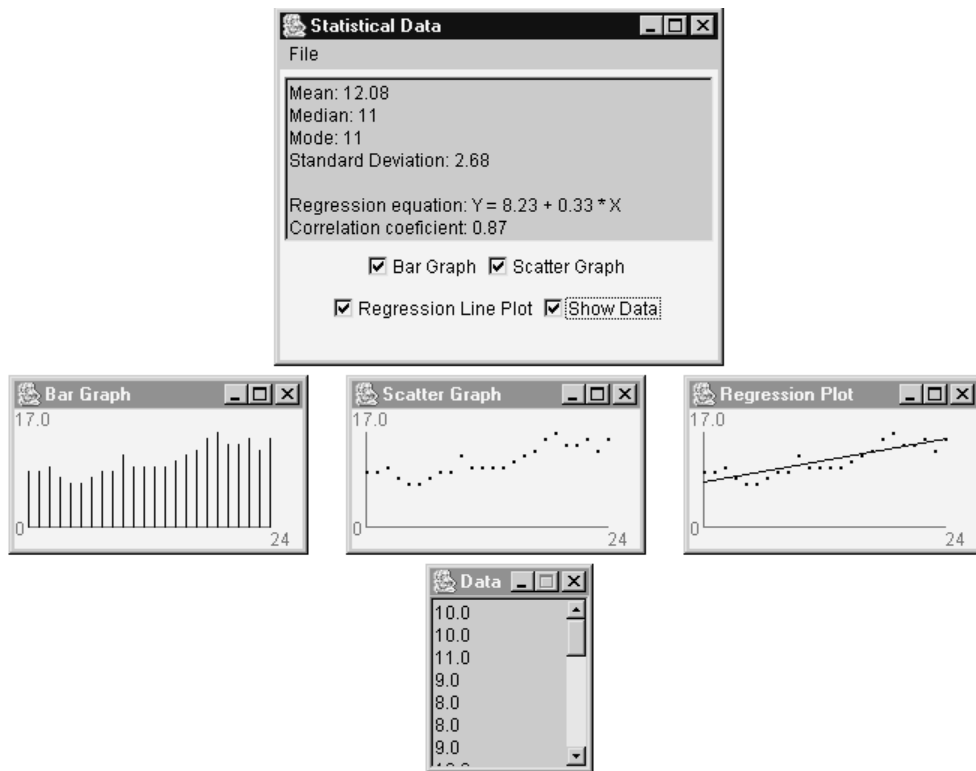 Statistical Data
File
Mean: 12.08
Median: 11
Mode: 11
Standard Deviation: 2.68
Regression equation: Y = 8.23 + 0.33 * X
Correlation coeficient: 0.87
Bar Graph Scatter Graph
Regression Line Plot Show Data
Bar Graph
17.0
0
24
Scatter Graph
17.0
0
24
Regression Plot
17.0
0
24
Data
10.0
10.0
11.0
9.0
8.0
8.0
9.0